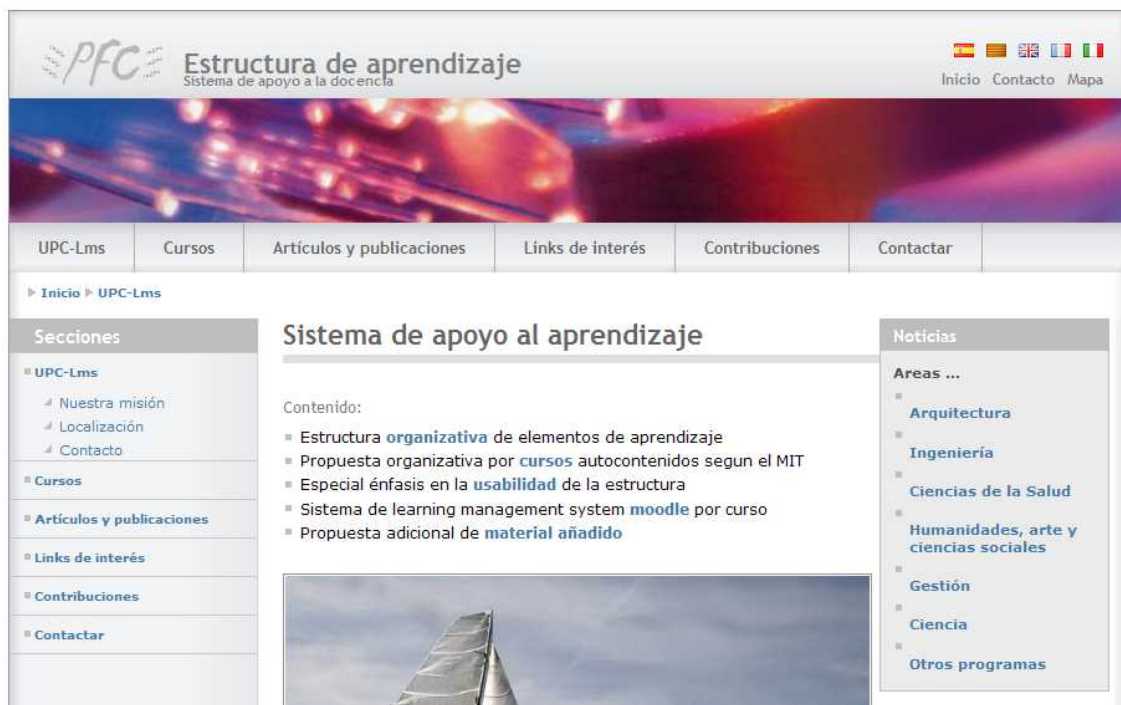 PFC
Estructura de aprendizaje
Sistema de apoyo a la docencia
Inicio Contacto Mapa
UPC-Lms Cursos Artículos y publicaciones Links de interés Contribuciones Contactar
Inicio UPC-Lms
Secciones
UPC-Lms
Nuestra misión
Localización
Contacto
Cursos
Artículos y publicaciones
Links de interés
Contribuciones
Contactar
Sistema de apoyo al aprendizaje
Contenido:
Estructura organizativa de elementos de aprendizaje
Propuesta organizativa por cursos autocontenidos segun el MIT
Especial énfasis en la usabilidad de la estructura
Sistema de learning management system moodle por curso
Propuesta adicional de material añadido
Noticias
Areas ...
Arquitectura
Ingeniería
Ciencias de la Salud
Humanidades, arte y
ciencias sociales
Gestión
Ciencia
Otros programas